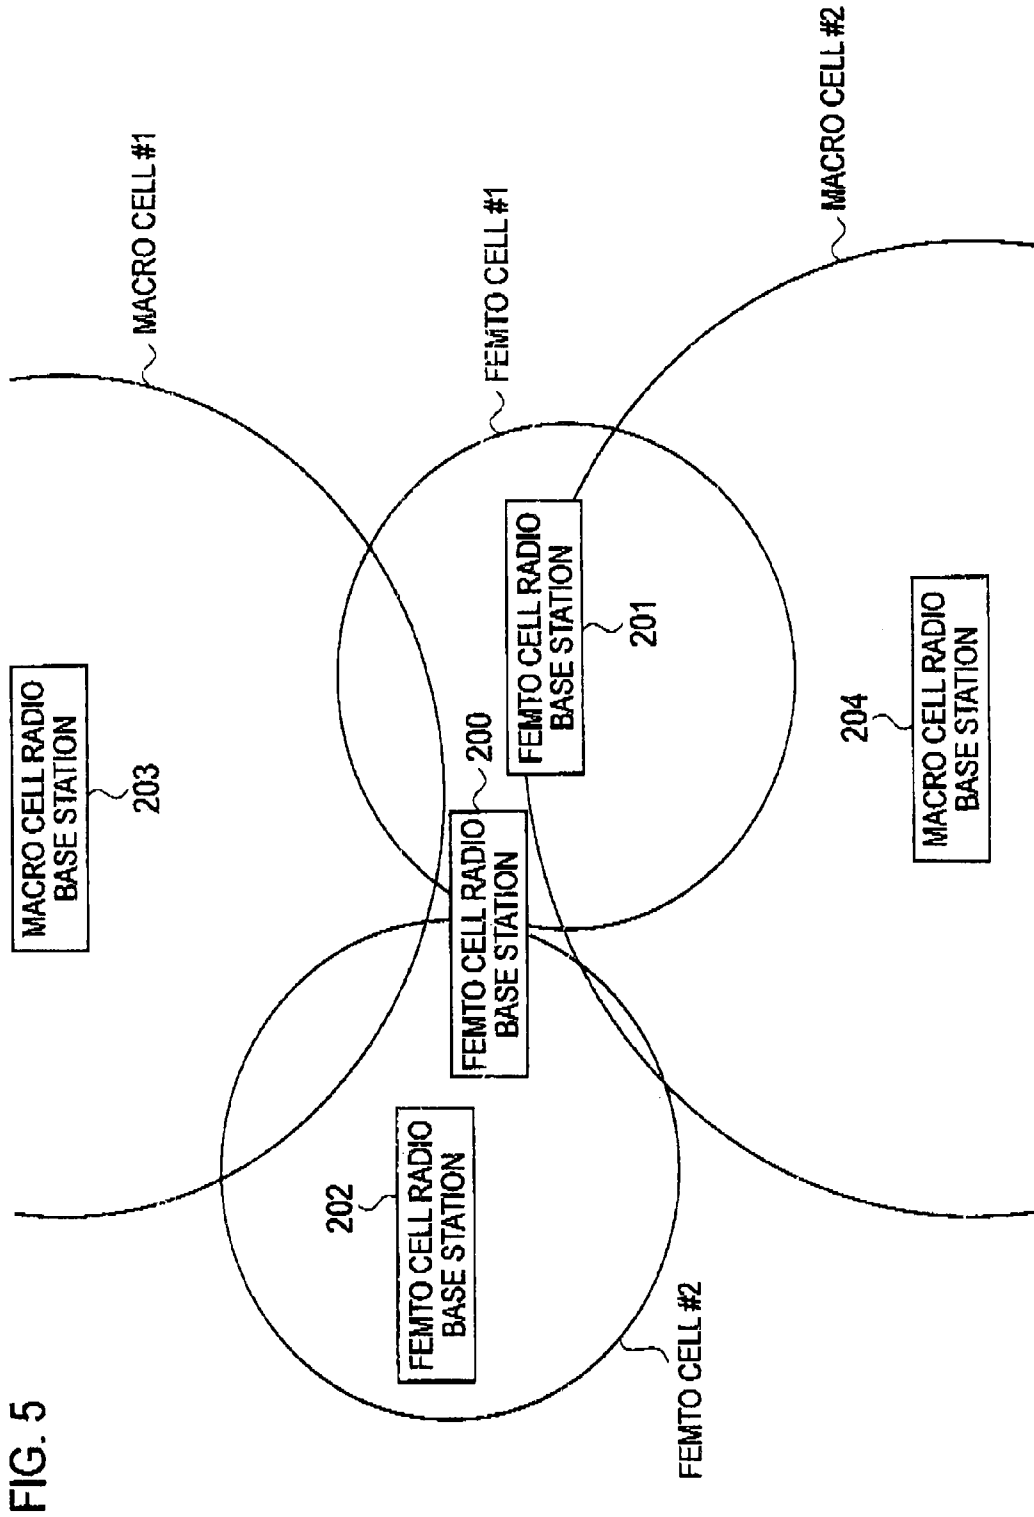 FIG. 5
MACRO CELL RADIO
BASE STATION
203
MACRO CELL #1
202
FEMTO CELL RADIO
BASE STATION
FEMTO CELL RADIO
BASE STATION
200
FEMTO CELL #1
FEMTO CELL RADIO
BASE STATION
201
FEMTO CELL #2
204
MACRO CELL RADIO
BASE STATION
MACRO CELL #2